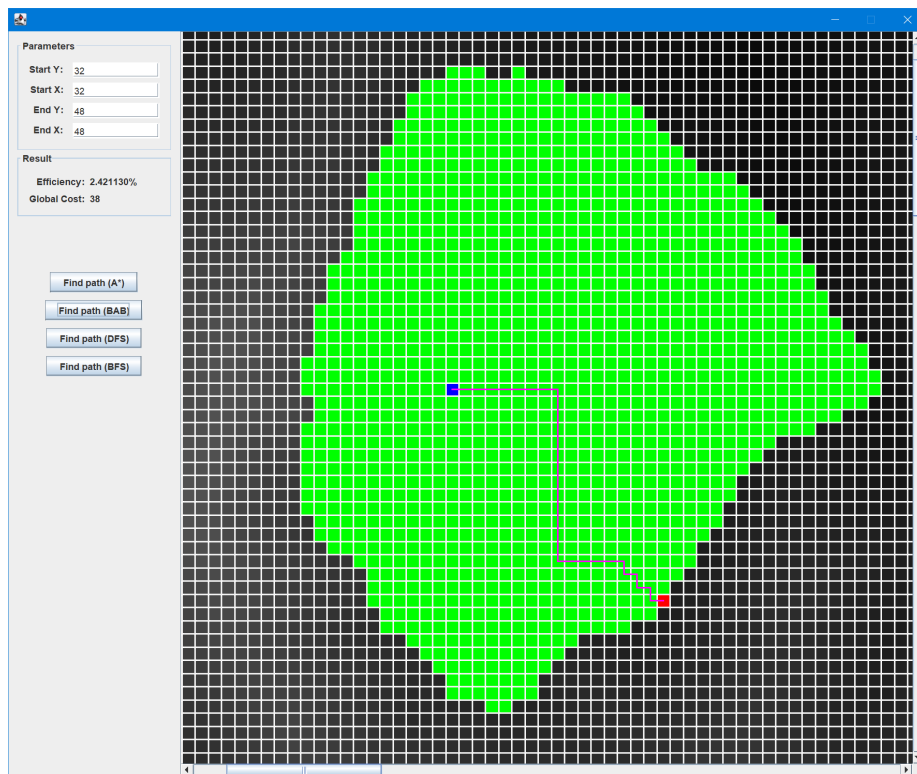 Parameters
Start Y: 32
Start X: 32
End Y: 48
End X: 48
Result
Efficiency: 2.421130%
Global Cost: 38
Find path (A*)
Find path (BAB)
Find path (DFS)
Find path (BFS)